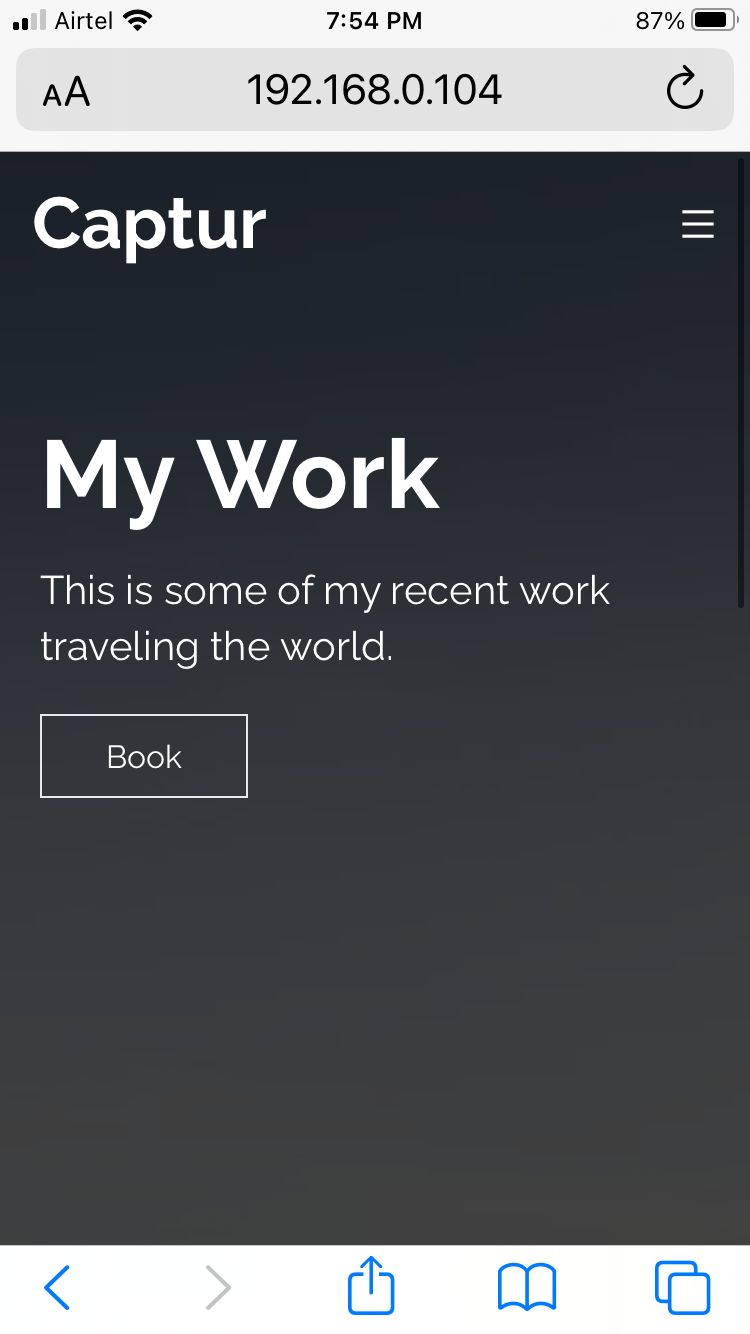 Airtel 7:54 PM 87%
AA 192.168.0.104
Captur
My Work
This is some of my recent work
traveling the world.
Book